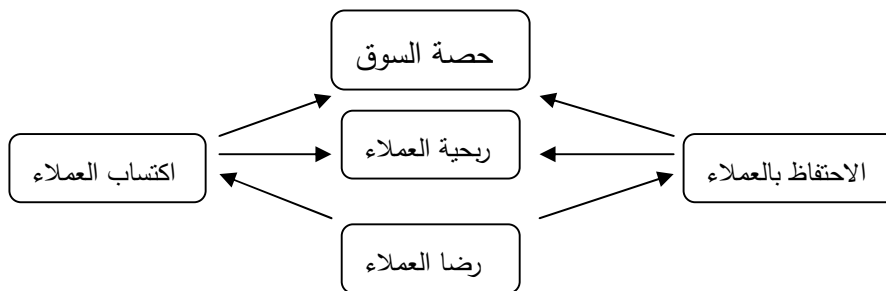 حصة السوق
ربحية العملاء
الاحتفاظ بالعملاء
اكتساب العملاء
رضا العملاء